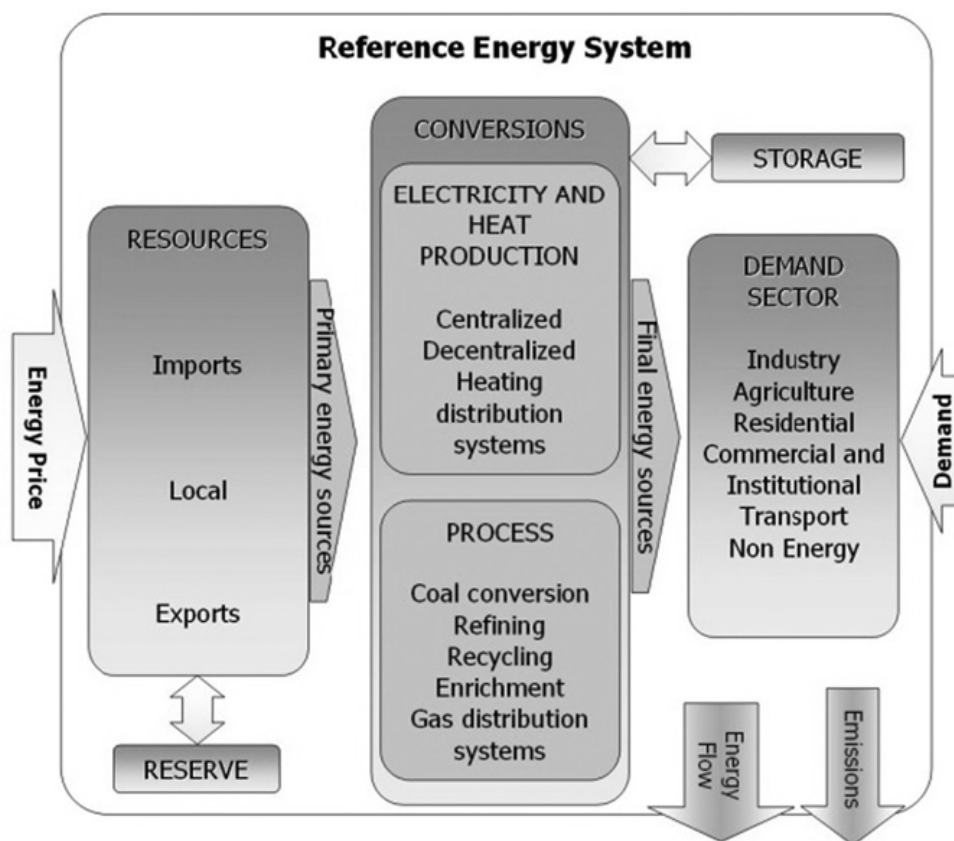 Reference Energy System
Energy Price
RESOURCES
Imports
Local
Exports
RESERVE
Primary energy sources
CONVERSIONS
ELECTRICITY AND
HEAT
PRODUCTION
Centralized
Decentralized
Heating
distribution
systems
PROCESS
Coal conversion
Refining
Recycling
Enrichment
Gas distribution
systems
Final energy sources
STORAGE
DEMAND
SECTOR
Industry
Agriculture
Residential
Commercial and
Institutional
Transport
Non Energy
Demand
Energy
Flow
Emissions